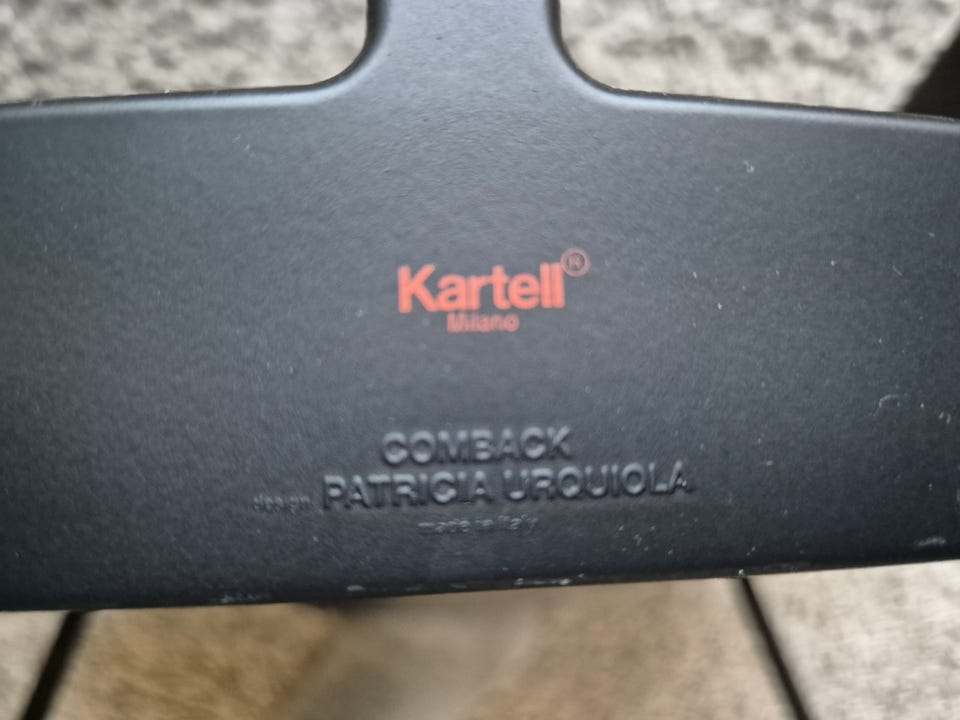 Kartell®
Milano
COMBACK
design PATRICIA URQUIOLA
made in Italy